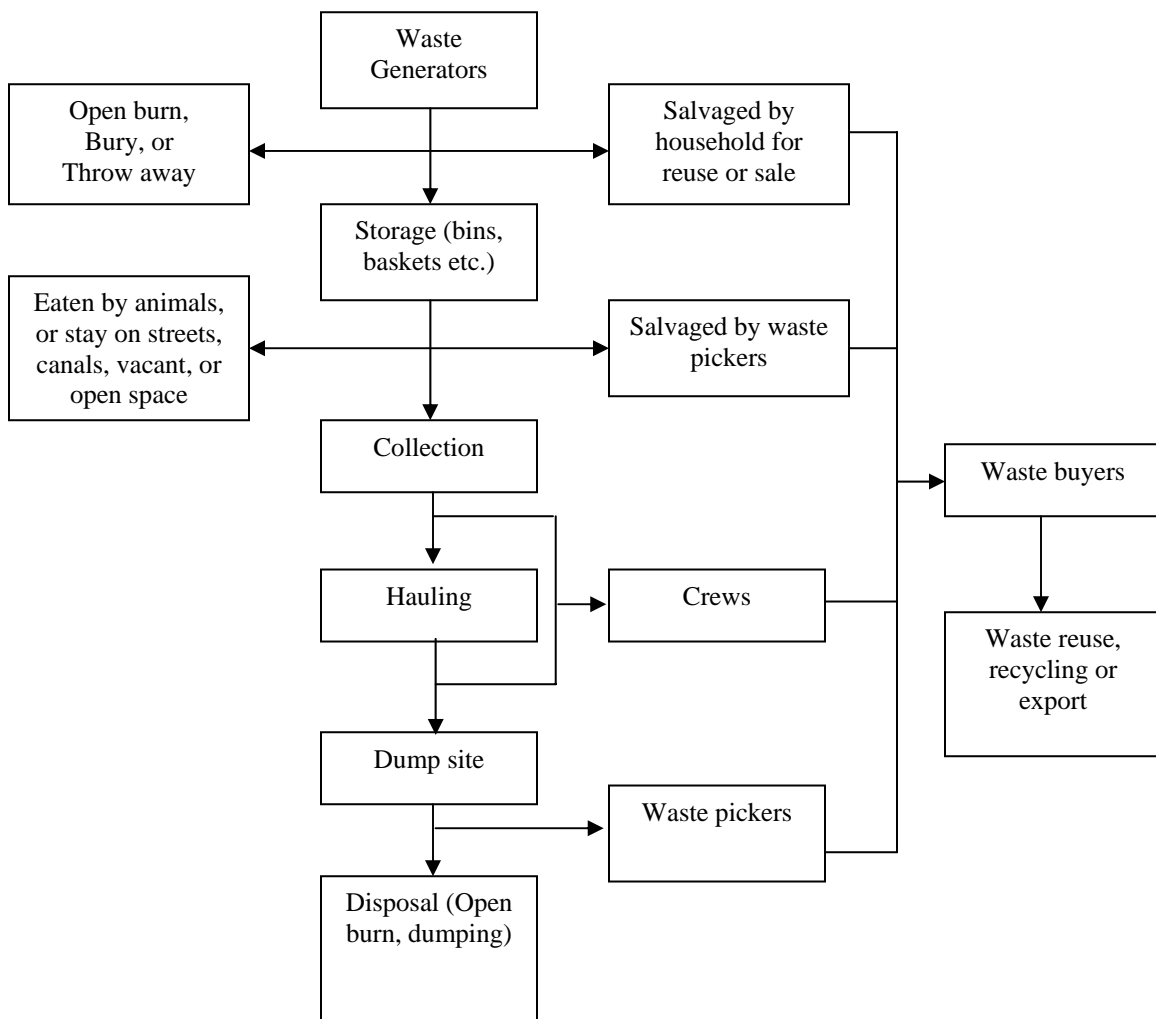 Waste
Generators
Open burn,
Bury, or
Throw away
Salvaged by
household for
reuse or sale
Storage (bins,
baskets etc.)
Eaten by animals,
or stay on streets,
canals, vacant, or
open space
Salvaged by waste
pickers
Collection
Waste buyers
Hauling
Crews
Waste reuse,
recycling or
export
Dump site
Waste pickers
Disposal (Open
burn, dumping)